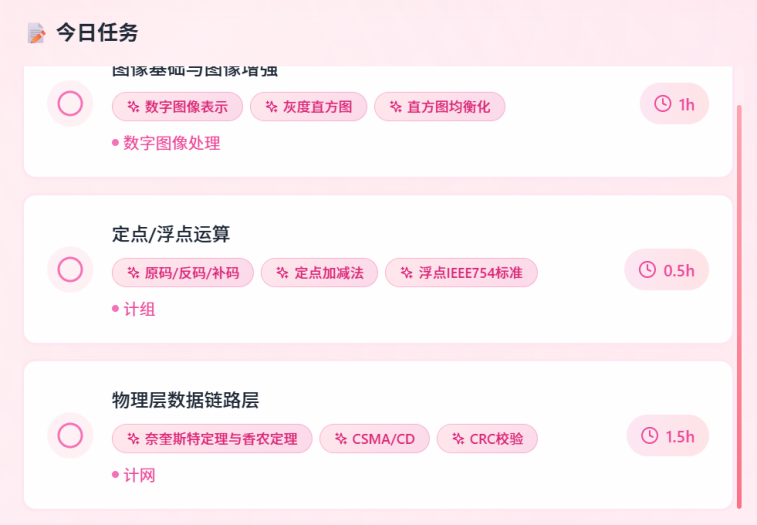 今日任务
图像基础与图像增强
数字图像表示 灰度直方图 直方图均衡化
1h
数字图像处理
定点/浮点运算
原码/反码/补码 定点加减法 浮点IEEE754标准
0.5h
计组
物理层数据链路层
奈奎斯特定理与香农定理 CSMA/CD CRC校验
1.5h
计网